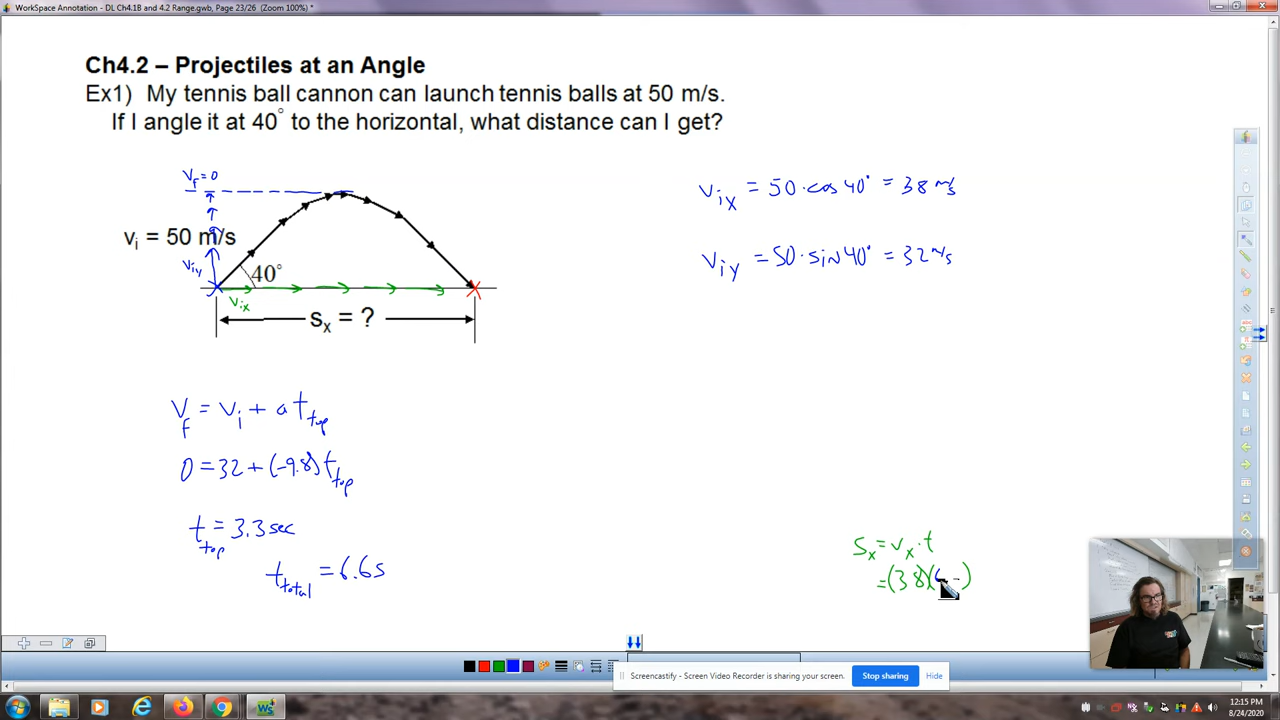 WorkSpace Annotation - DL Ch4.1B and 4.2 Range.gwb, Page 23/26 (Zoom 100%) *
Ch4.2 – Projectiles at an Angle
Ex1) My tennis ball cannon can launch tennis balls at 50 m/s.
If I angle it at 40° to the horizontal, what distance can I get?
Vf=0
vi = 50 m/s
Viy
40°
Vix
sx = ?
Vix = 50·cos40° = 38 m/s
Viy = 50·sin40° = 32 m/s
Vf = Vi + a ttop
0 = 32 + (-9.8) ttop
ttop = 3.3 sec
ttotal = 6.6s
Sx = Vx · t
= (38)( )
Screencastify - Screen Video Recorder is sharing your screen.
Stop sharing
Hide
12:15 PM
8/24/2020